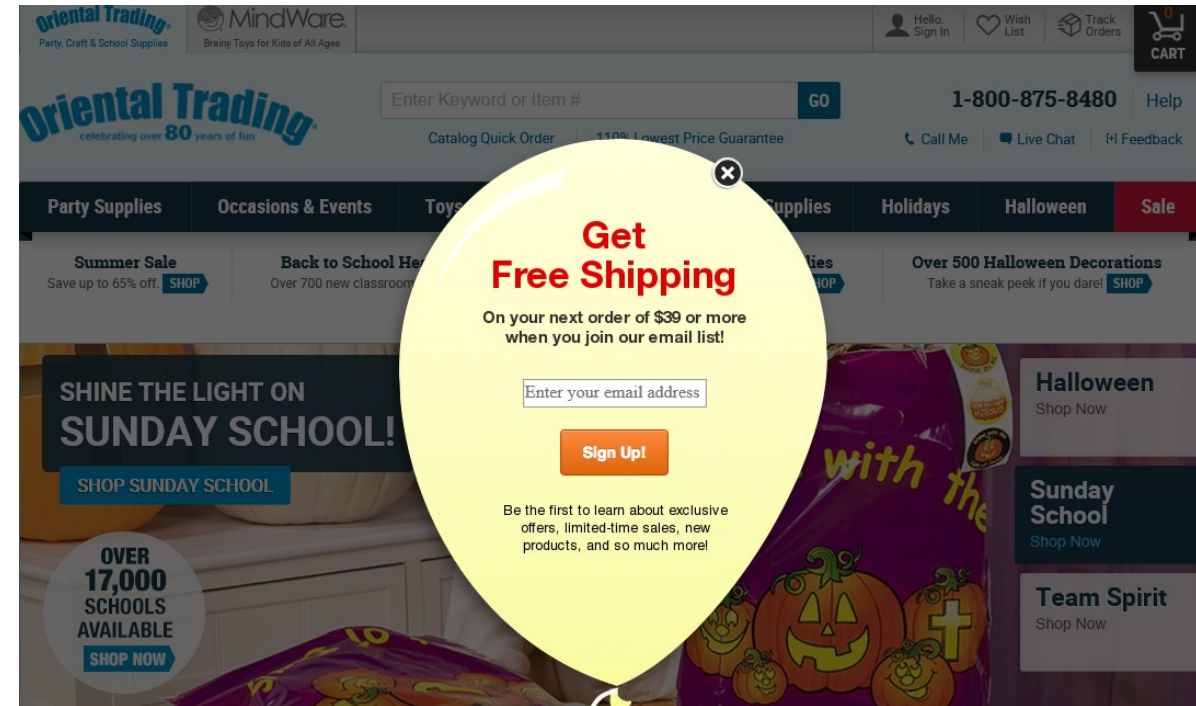 Oriental Trading
Party, Craft & School Supplies
MindWare.
Brainy Toys for Kids of All Ages
Hello.
Sign In
Wish
List
Track
Orders
0
CART
Oriental Trading.
celebrating over 80 years of fun
Enter Keyword or Item #
GO
1-800-875-8480
Help
Catalog Quick Order
110% Lowest Price Guarantee
Call Me
Live Chat
[+] Feedback
Party Supplies
Occasions & Events
Toys
Supplies
Holidays
Halloween
Sale
Summer Sale
Save up to 65% off. SHOP
Back to School He
Over 700 new classroom
lies
HOP
Over 500 Halloween Decorations
Take a sneak peek if you dare! SHOP
Get
Free Shipping
On your next order of $39 or more
when you join our email list!
Enter your email address
Sign Up!
Be the first to learn about exclusive
offers, limited-time sales, new
products, and so much more!
SHINE THE LIGHT ON
SUNDAY SCHOOL!
SHOP SUNDAY SCHOOL
OVER
17,000
SCHOOLS
AVAILABLE
SHOP NOW
with the
Halloween
Shop Now
Sunday
School
Shop Now
Team Spirit
Shop Now